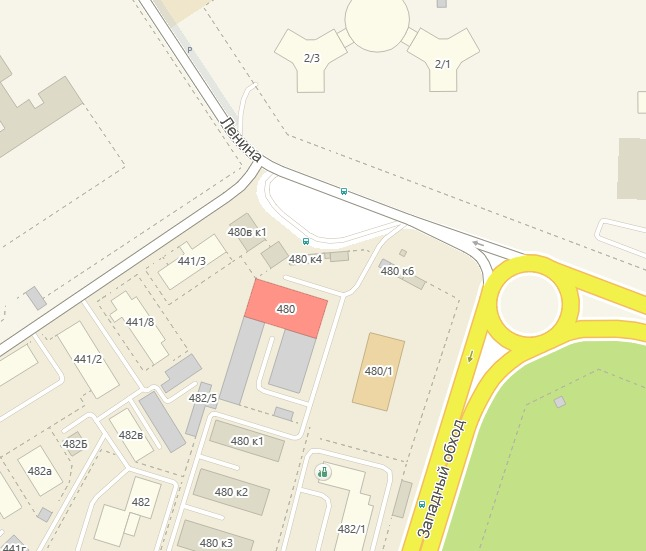 2/3
2/1
P
Ленина
480в к1
441/3
480 к4
480 к6
480
441/8
441/2
480/1
482/5
482Б
482в
480 к1
482а
480 к2
482
482/1
480 к3
441г
Западный обход